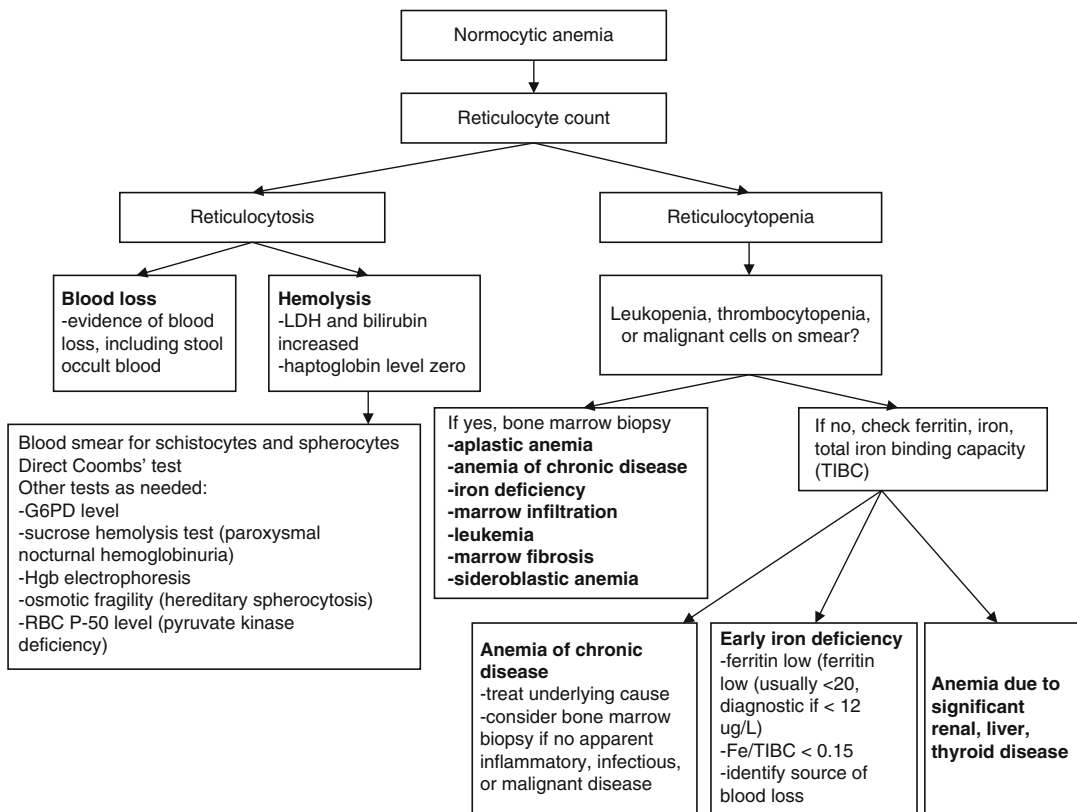 Normocytic anemia
Reticulocyte count
Reticulocytosis
Reticulocytopenia
Blood loss
-evidence of blood
loss, including stool
occult blood
Hemolysis
-LDH and bilirubin
increased
-haptoglobin level zero
Leukopenia, thrombocytopenia,
or malignant cells on smear?
Blood smear for schistocytes and spherocytes
Direct Coombs' test
Other tests as needed:
-G6PD level
-sucrose hemolysis test (paroxysmal
nocturnal hemoglobinuria)
-Hgb electrophoresis
-osmotic fragility (hereditary spherocytosis)
-RBC P-50 level (pyruvate kinase
deficiency)
If yes, bone marrow biopsy
-aplastic anemia
-anemia of chronic disease
-iron deficiency
-marrow infiltration
-leukemia
-marrow fibrosis
-sideroblastic anemia
If no, check ferritin, iron,
total iron binding capacity
(TIBC)
Anemia of chronic
disease
-treat underlying cause
-consider bone marrow
biopsy if no apparent
inflammatory, infectious,
or malignant disease
Early iron deficiency
-ferritin low (ferritin
low (usually <20,
diagnostic if < 12
ug/L)
-Fe/TIBC < 0.15
-identify source of
blood loss
Anemia due to
significant
renal, liver,
thyroid disease